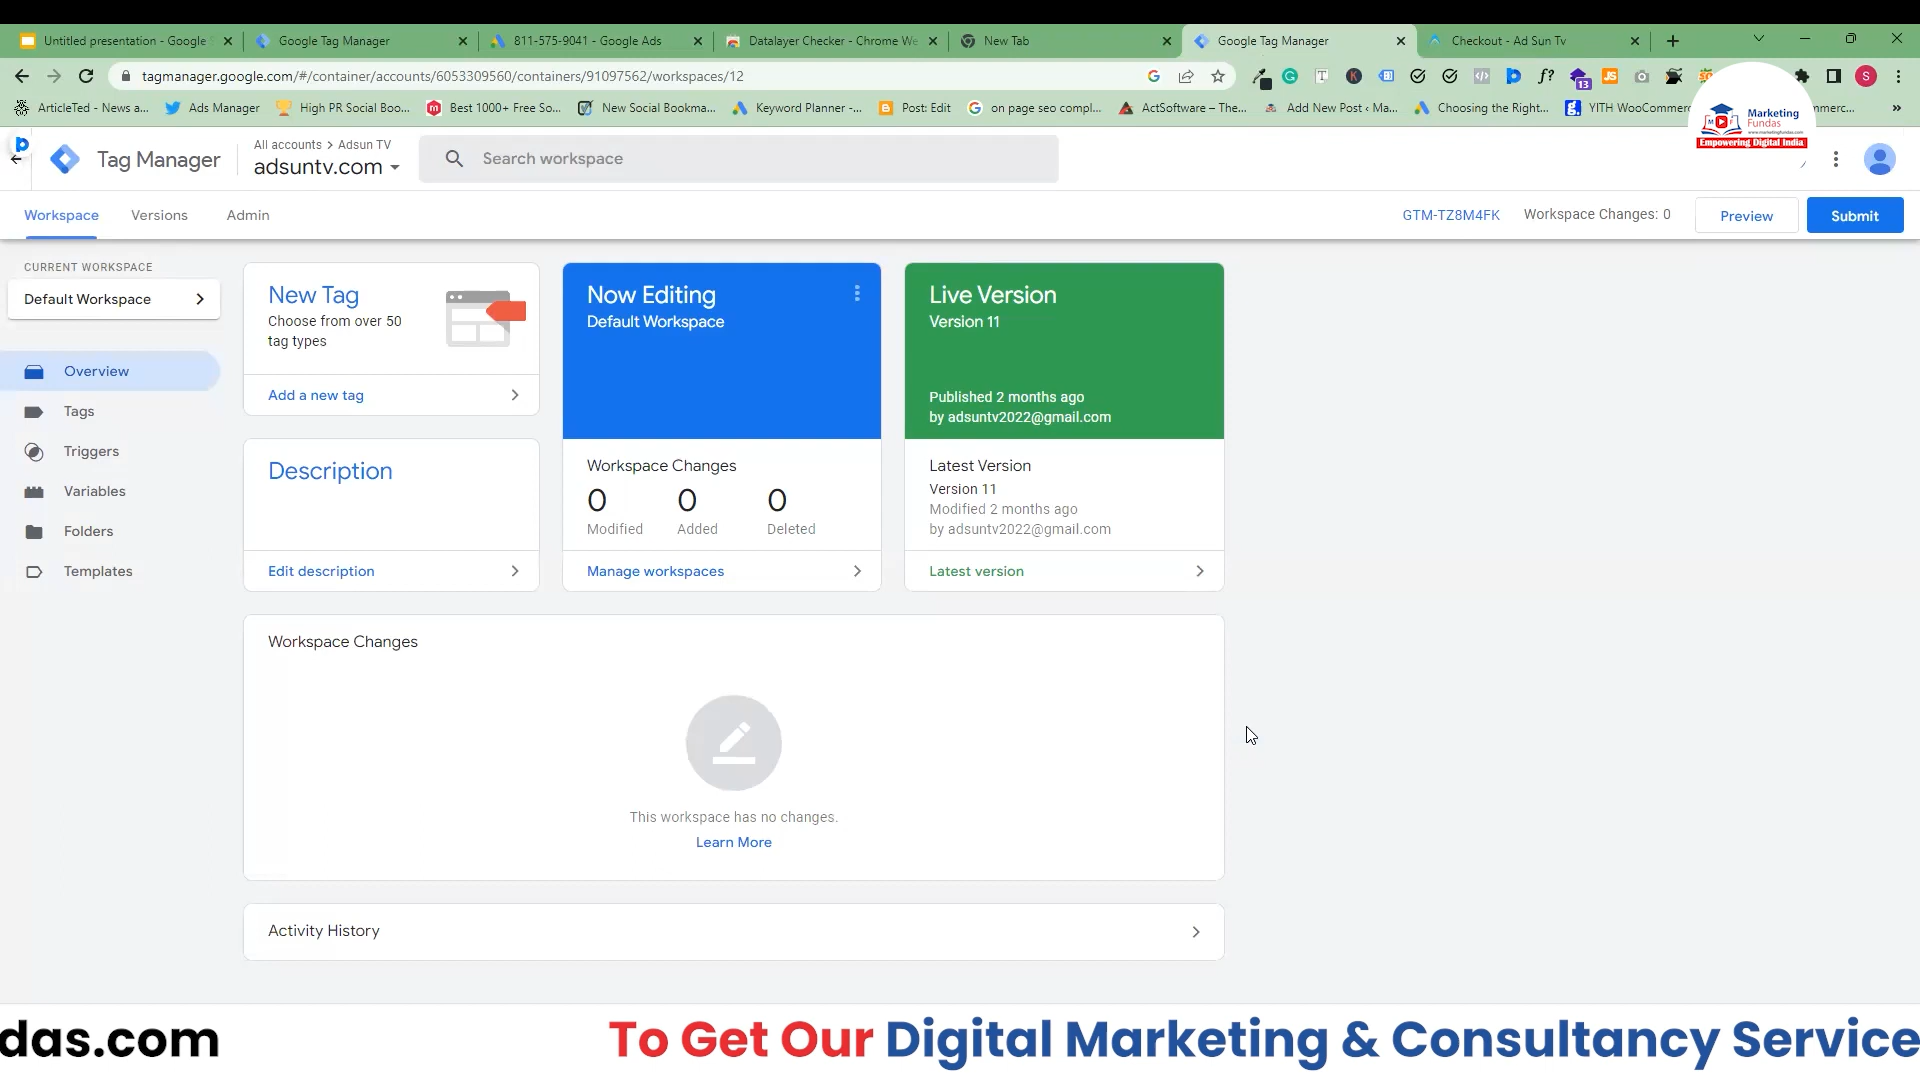 Untitled presentation - Google S
Google Tag Manager
811-575-9041 - Google Ads
Datalayer Checker - Chrome We
New Tab
Google Tag Manager
Checkout - Ad Sun Tv
tagmanager.google.com/#/container/accounts/6053309560/containers/91097562/workspaces/12
13
S
ArticleTed - News a...
Ads Manager
High PR Social Boo...
Best 1000+ Free So...
New Social Bookma...
Keyword Planner -...
Post: Edit
on page seo compl...
ActSoftware – The...
Add New Post ‹ Ma...
Choosing the Right...
YITH WooCommerc
mmerc...
»
Marketing
Fundas
www.marketingfundas.com
Empowering Digital India
Tag Manager
All accounts > Adsun TV
adsuntv.com
Search workspace
Workspace
Versions
Admin
GTM-TZ8M4FK
Workspace Changes: 0
Preview
Submit
CURRENT WORKSPACE
Default Workspace
Overview
Tags
Triggers
Variables
Folders
Templates
New Tag
Choose from over 50
tag types
Add a new tag
Description
Edit description
Now Editing
Default Workspace
Workspace Changes
0 0 0
Modified Added Deleted
Manage workspaces
Live Version
Version 11
Published 2 months ago
by adsuntv2022@gmail.com
Latest Version
Version 11
Modified 2 months ago
by adsuntv2022@gmail.com
Latest version
Workspace Changes
This workspace has no changes.
Learn More
Activity History
das.com
To Get Our Digital Marketing & Consultancy Service